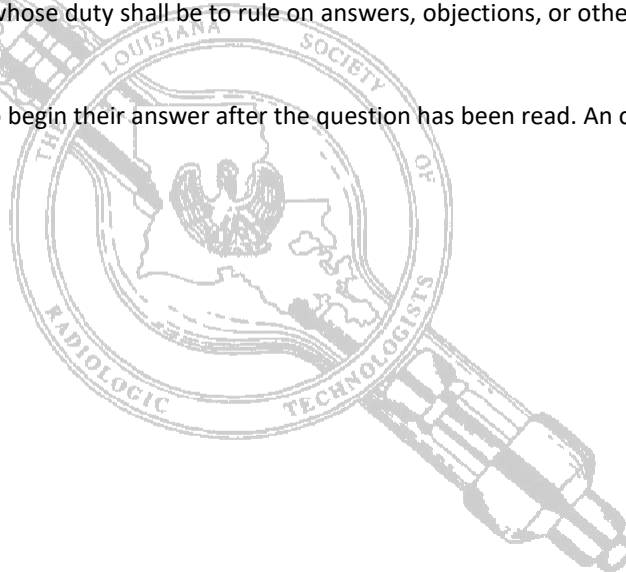 whose duty shall be to rule on answers, objections, or othe
begin their answer after the question has been read. An o
THE LOUISIANA SOCIETY OF
RADIOLOGIC TECHNOLOGISTS